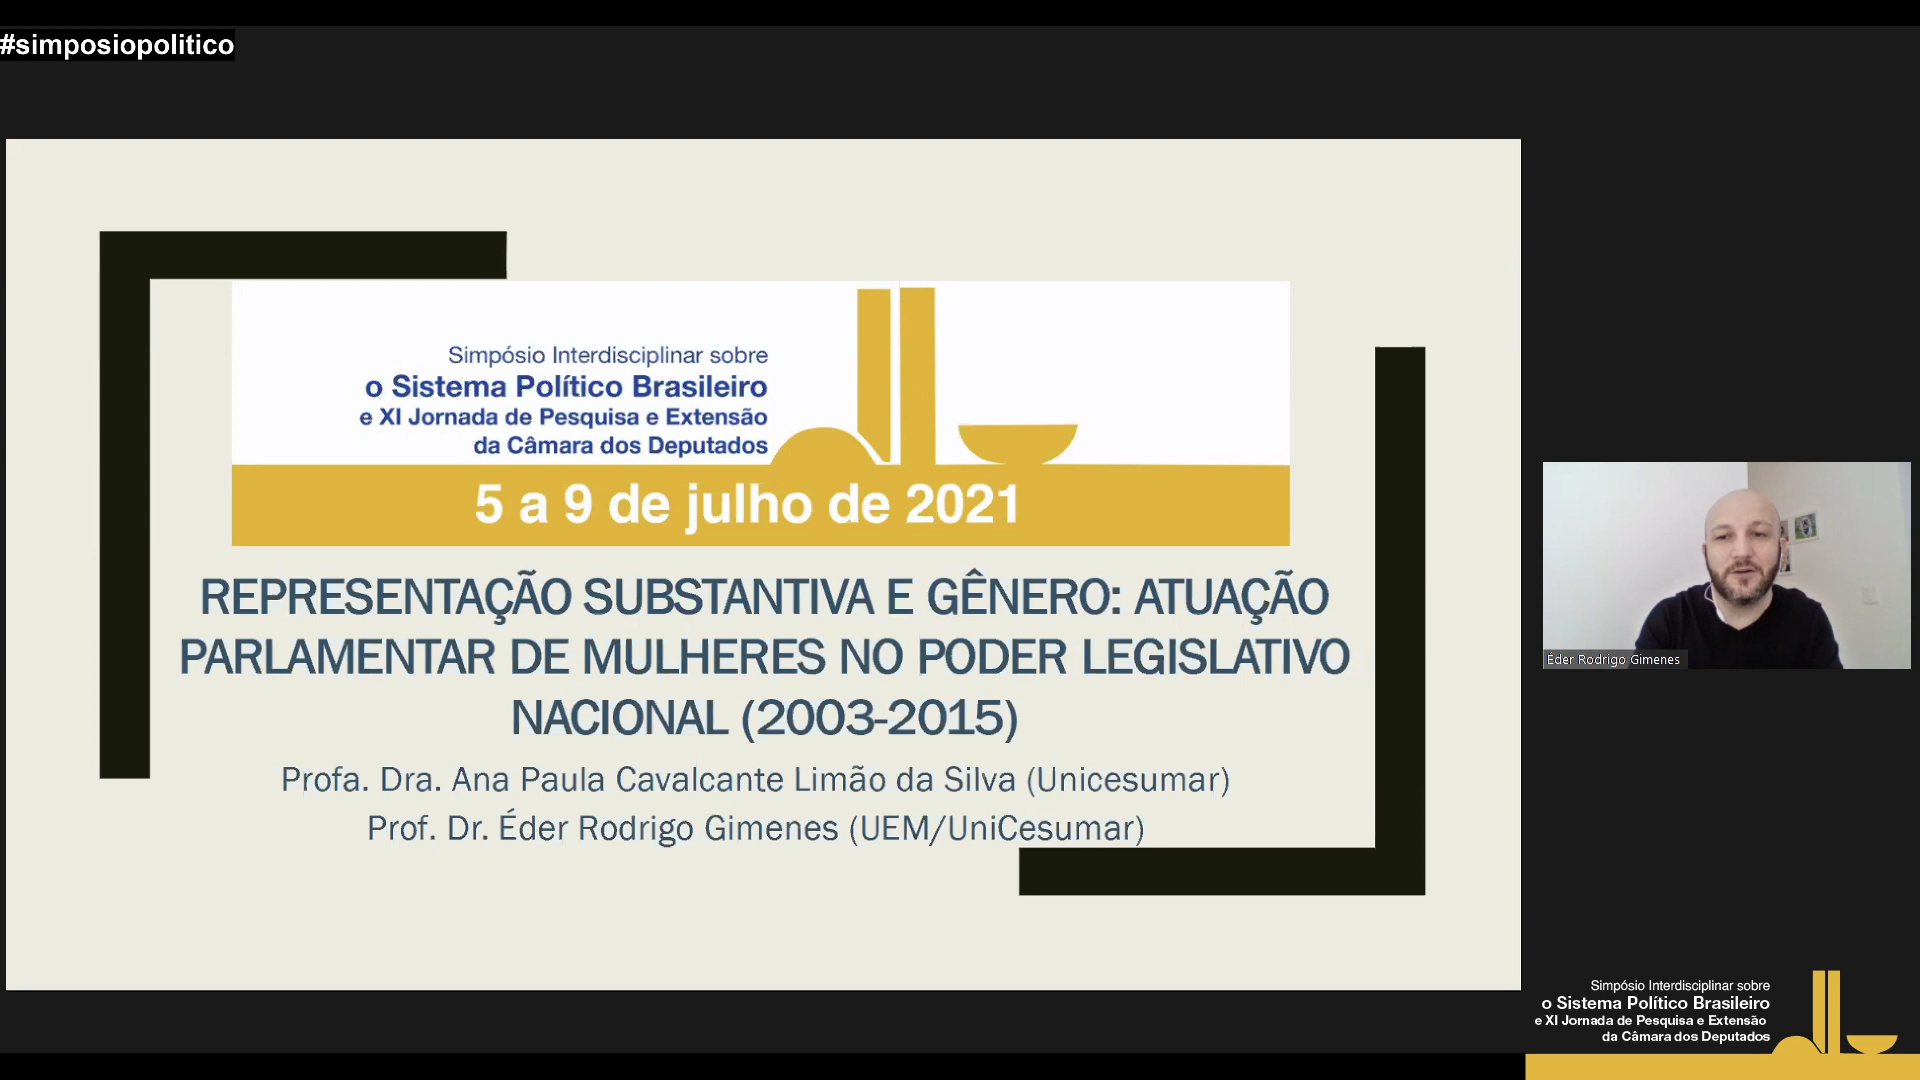 #simposiopolitico
Simpósio Interdisciplinar sobre
o Sistema Político Brasileiro
e XI Jornada de Pesquisa e Extensão
da Câmara dos Deputados
5 a 9 de julho de 2021
REPRESENTAÇÃO SUBSTANTIVA E GÊNERO: ATUAÇÃO
PARLAMENTAR DE MULHERES NO PODER LEGISLATIVO
NACIONAL (2003-2015)
Profa. Dra. Ana Paula Cavalcante Limão da Silva (Unicesumar)
Prof. Dr. Éder Rodrigo Gimenes (UEM/UniCesumar)
Éder Rodrigo Gimenes
Simpósio Interdisciplinar sobre
o Sistema Político Brasileiro
e XI Jornada de Pesquisa e Extensão
da Câmara dos Deputados